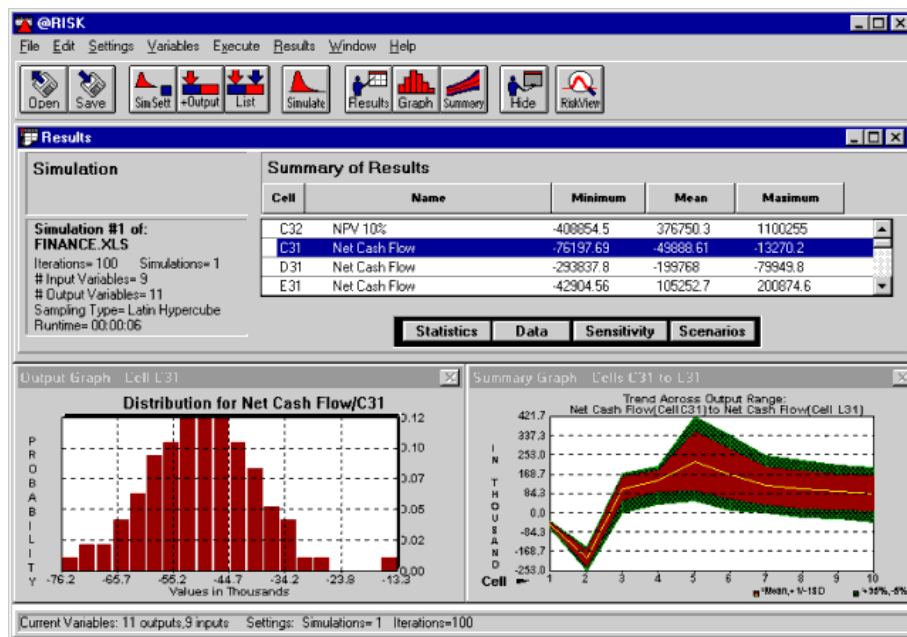 @RISK
File Edit Settings Variables Execute Results Window Help
Open Save SimSett +Output List Simulate Results Graph Summary Hide RiskView
Results
Simulation
Simulation #1 of:
FINANCE.XLS
Iterations= 100 Simulations= 1
# Input Variables= 9
# Output Variables= 11
Sampling Type= Latin Hypercube
Runtime= 00:00:06
Summary of Results
Cell Name Minimum Mean Maximum
C32 NPV 10% -408854.5 376750.3 1100255
C31 Net Cash Flow -76197.69 -49888.61 -13270.2
D31 Net Cash Flow -293837.8 -199768 -79949.8
E31 Net Cash Flow -42904.56 105252.7 200874.6
Statistics Data Sensitivity Scenarios
Output Graph Cell C31
Distribution for Net Cash Flow/C31
PROBABILITY
0.12
0.10
0.07
0.05
0.02
0.00
-76.2 -65.7 -55.2 -44.7 -34.2 -23.8 -13.3
Values in Thousands
Summary Graph Cells C31 to L31
Trend Across Output Range:
Net Cash Flow(Cell C31)to Net Cash Flow(Cell L31)
IN THOUSAND
421.7
337.3
253.0
168.7
84.3
0.0
-84.3
-168.7
-253.0
Cell 1 2 3 4 5 6 7 8 9 10
Current Variables: 11 outputs,9 inputs Settings: Simulations= 1 Iterations=100